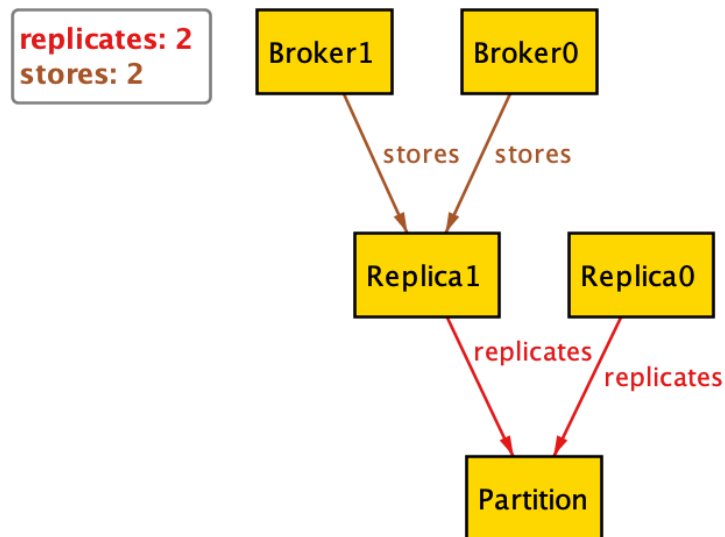 replicates: 2
stores: 2
Broker1
Broker0
stores
stores
Replica1
Replica0
replicates
replicates
Partition